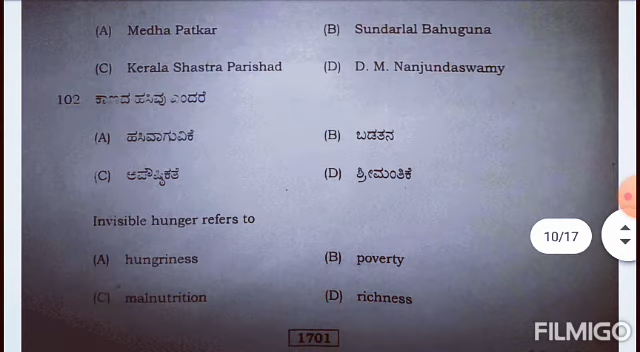 (A) Medha Patkar (B) Sundarlal Bahuguna
(C) Kerala Shastra Parishad (D) D. M. Nanjundaswamy
102 ಕಾಣದ ಹಸಿವು ಎಂದರೆ
(A) ಹಸಿವಾಗುವಿಕೆ (B) ಬಡತನ
(C) ಅಪೌಷ್ಠಿಕತೆ (D) ಶ್ರೀಮಂತಿಕೆ
Invisible hunger refers to
(A) hungriness (B) poverty
10/17
(C) malnutrition (D) richness
1701
FILMIGO